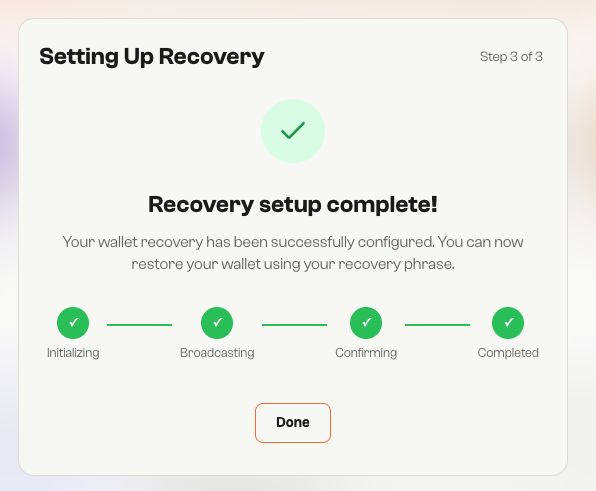 Setting Up Recovery
Step 3 of 3
Recovery setup complete!
Your wallet recovery has been successfully configured. You can now
restore your wallet using your recovery phrase.
Initializing
Broadcasting
Confirming
Completed
Done